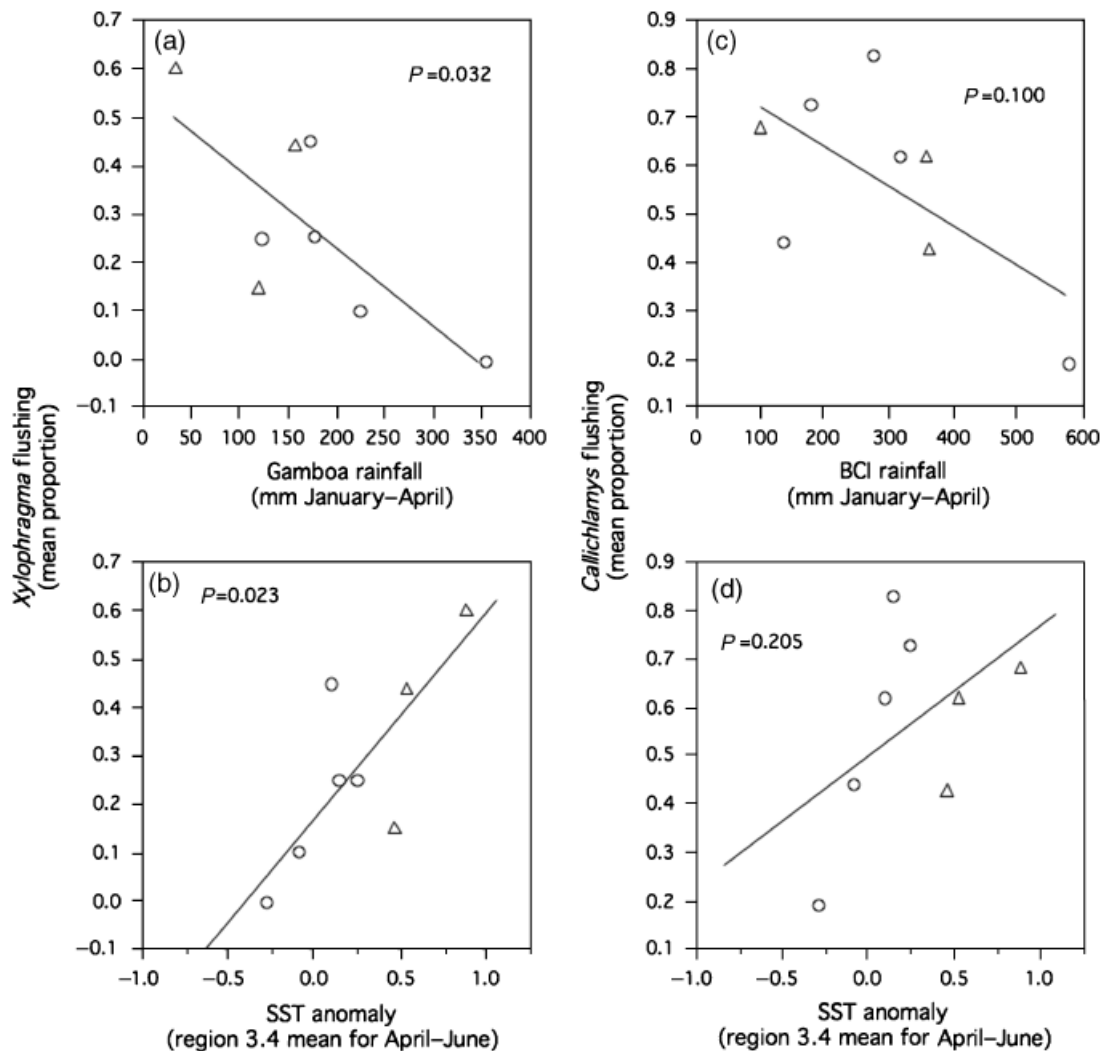 (a)
P=0.032
0.7
0.6
0.5
0.4
0.3
0.2
0.1
0.0
−0.1
0 50 100 150 200 250 300 350 400
Gamboa rainfall
(mm January–April)
(c)
P=0.100
0.9
0.8
0.7
0.6
0.5
0.4
0.3
0.2
0.1
0 100 200 300 400 500 600
BCI rainfall
(mm January–April)
Xylophragma flushing
(mean proportion)
Callichlamys flushing
(mean proportion)
(b)
P=0.023
0.7
0.6
0.5
0.4
0.3
0.2
0.1
0.0
−0.1
−1.0 −0.5 0.0 0.5 1.0
SST anomaly
(region 3.4 mean for April–June)
(d)
P=0.205
0.9
0.8
0.7
0.6
0.5
0.4
0.3
0.2
0.1
−1.0 −0.5 0.0 0.5 1.0
SST anomaly
(region 3.4 mean for April–June)